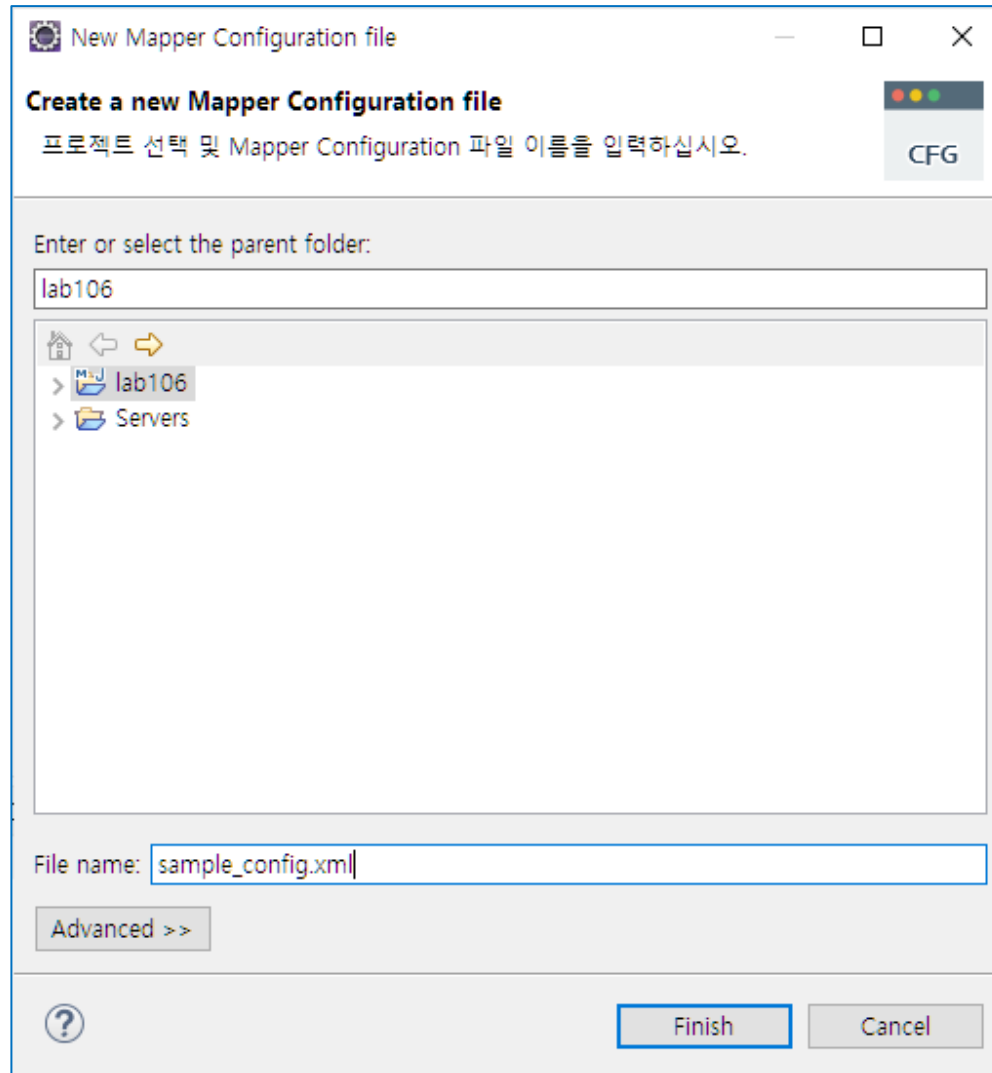 New Mapper Configuration file
Create a new Mapper Configuration file
프로젝트 선택 및 Mapper Configuration 파일 이름을 입력하십시오.
CFG
Enter or select the parent folder:
lab106
lab106
Servers
File name: sample_config.xml
Advanced >>
Finish Cancel